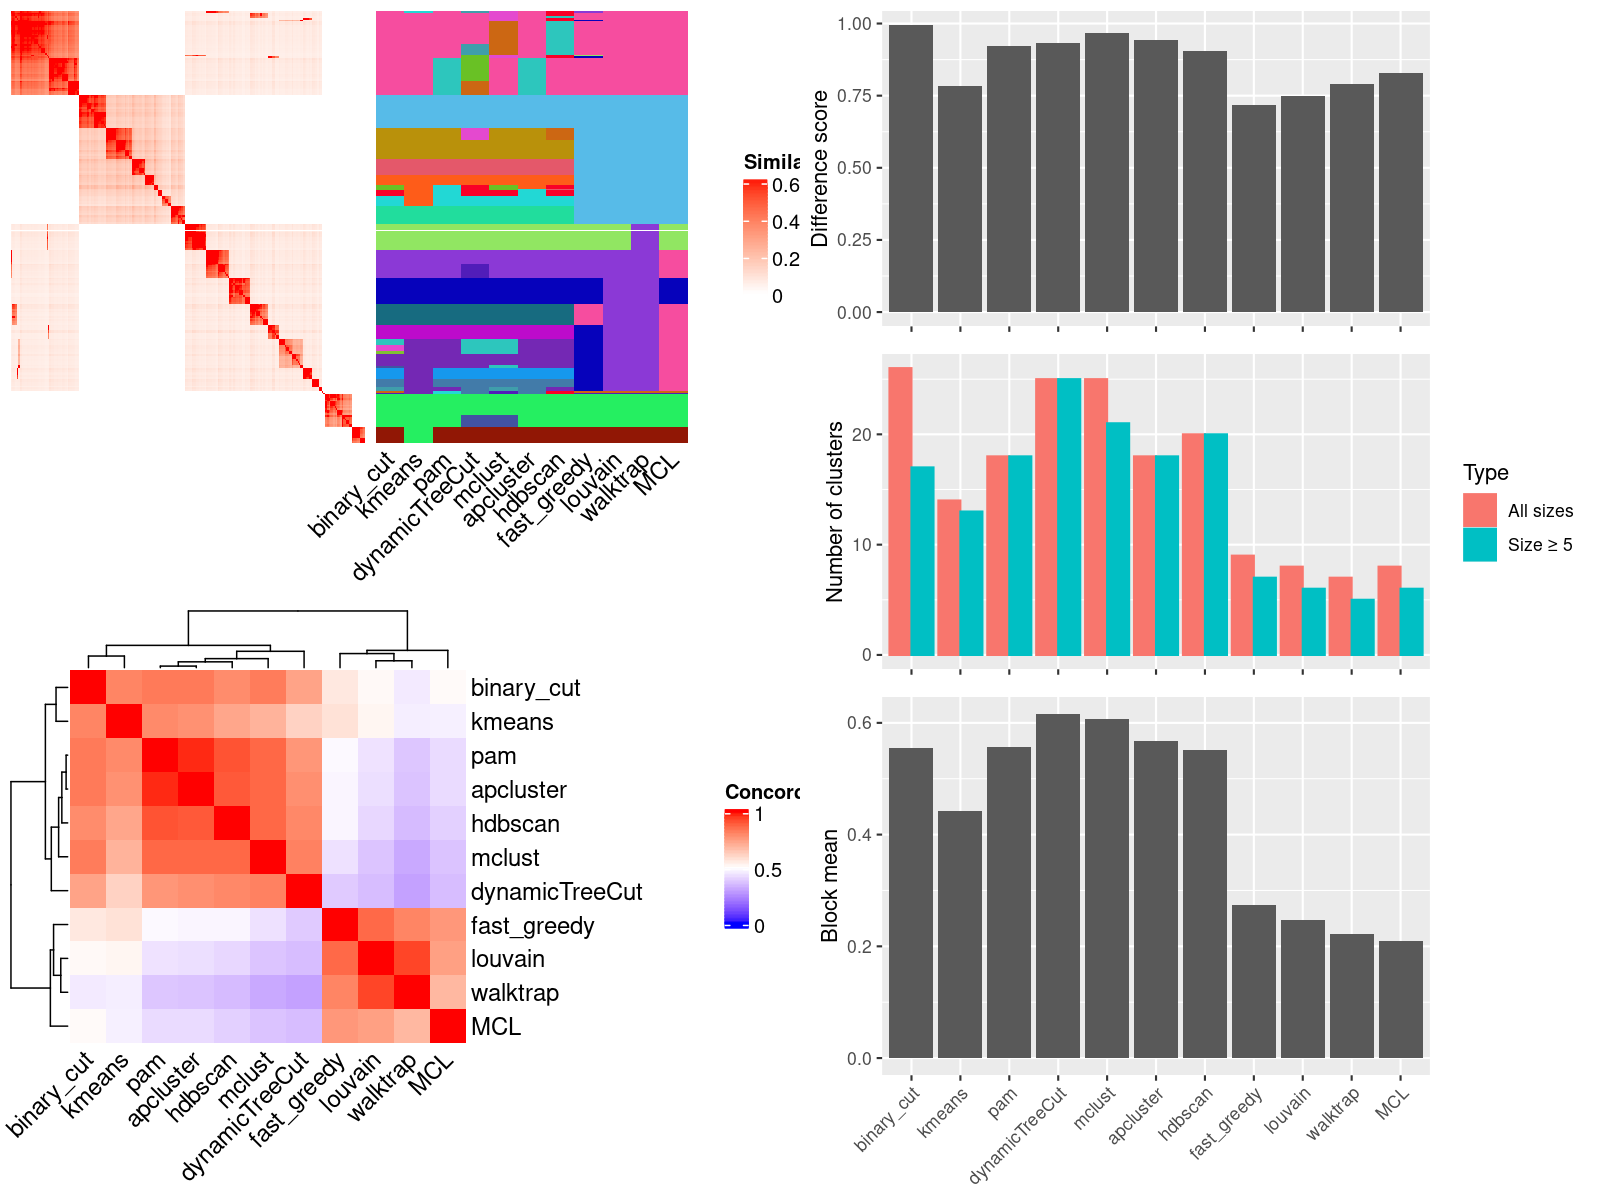 Simila
0.6
0.4
0.2
0
binary_cut
kmeans
pam
dynamicTreeCut
mclust
apcluster
hdbscan
fast_greedy
louvain
walktrap
MCL
binary_cut
kmeans
pam
apcluster
hdbscan
mclust
dynamicTreeCut
fast_greedy
louvain
walktrap
MCL
Concord
1
0.5
0
binary_cut
kmeans
pam
apcluster
hdbscan
mclust
dynamicTreeCut
fast_greedy
louvain
walktrap
MCL
Difference score
1.00
0.75
0.50
0.25
0.00
Number of clusters
20
10
0
Type
All sizes
Size ≥ 5
Block mean
0.6
0.4
0.2
0.0
binary_cut
kmeans
pam
dynamicTreeCut
mclust
apcluster
hdbscan
fast_greedy
louvain
walktrap
MCL